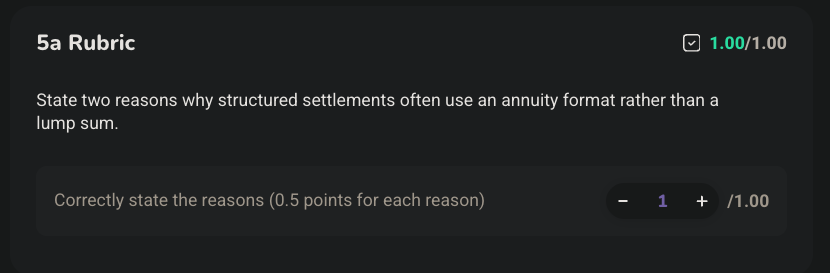 5a Rubric
1.00/1.00
State two reasons why structured settlements often use an annuity format rather than a
lump sum.
Correctly state the reasons (0.5 points for each reason)
− 1 + /1.00